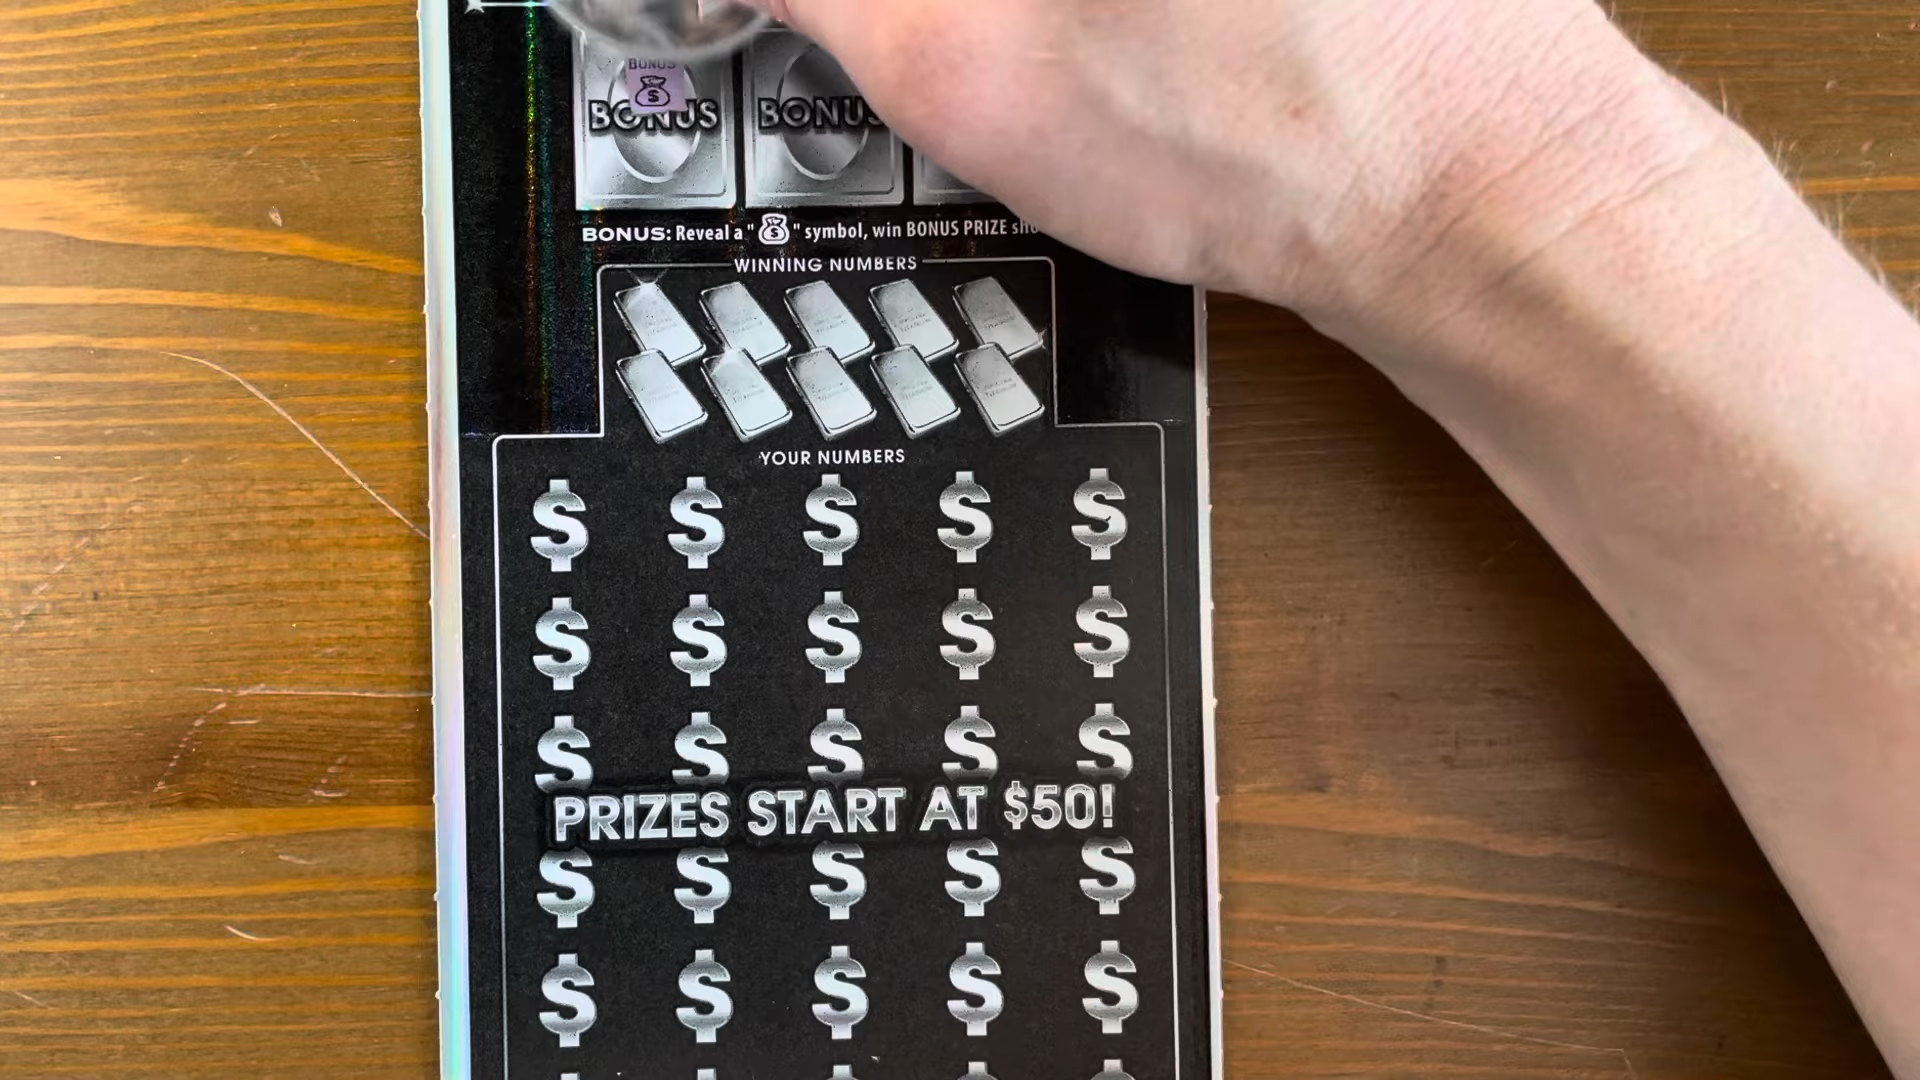 BONUS
$
BONUS BONUS
BONUS: Reveal a " $ " symbol, win BONUS PRIZE
WINNING NUMBERS
YOUR NUMBERS
$ $ $ $ $
$ $ $ $ $
$ $ $ $ $
PRIZES START AT $50!
$ $ $ $ $
$ $ $ $ $